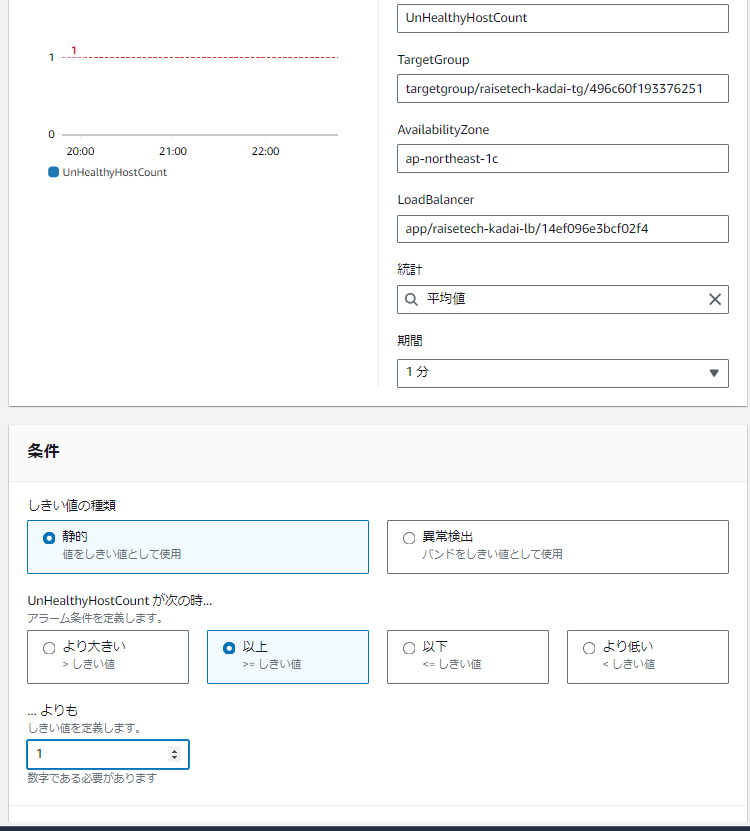 UnHealthyHostCount
1
1
0
20:00 21:00 22:00
UnHealthyHostCount
TargetGroup
targetgroup/raisetech-kadai-tg/496c60f193376251
AvailabilityZone
ap-northeast-1c
LoadBalancer
app/raisetech-kadai-lb/14ef096e3bcf02f4
統計
平均値
期間
1 分
条件
しきい値の種類
静的
値をしきい値として使用
異常検出
バンドをしきい値として使用
UnHealthyHostCount が次の時...
アラーム条件を定義します。
より大きい
> しきい値
以上
>= しきい値
以下
<= しきい値
より低い
< しきい値
... よりも
しきい値を定義します。
1
数字である必要があります